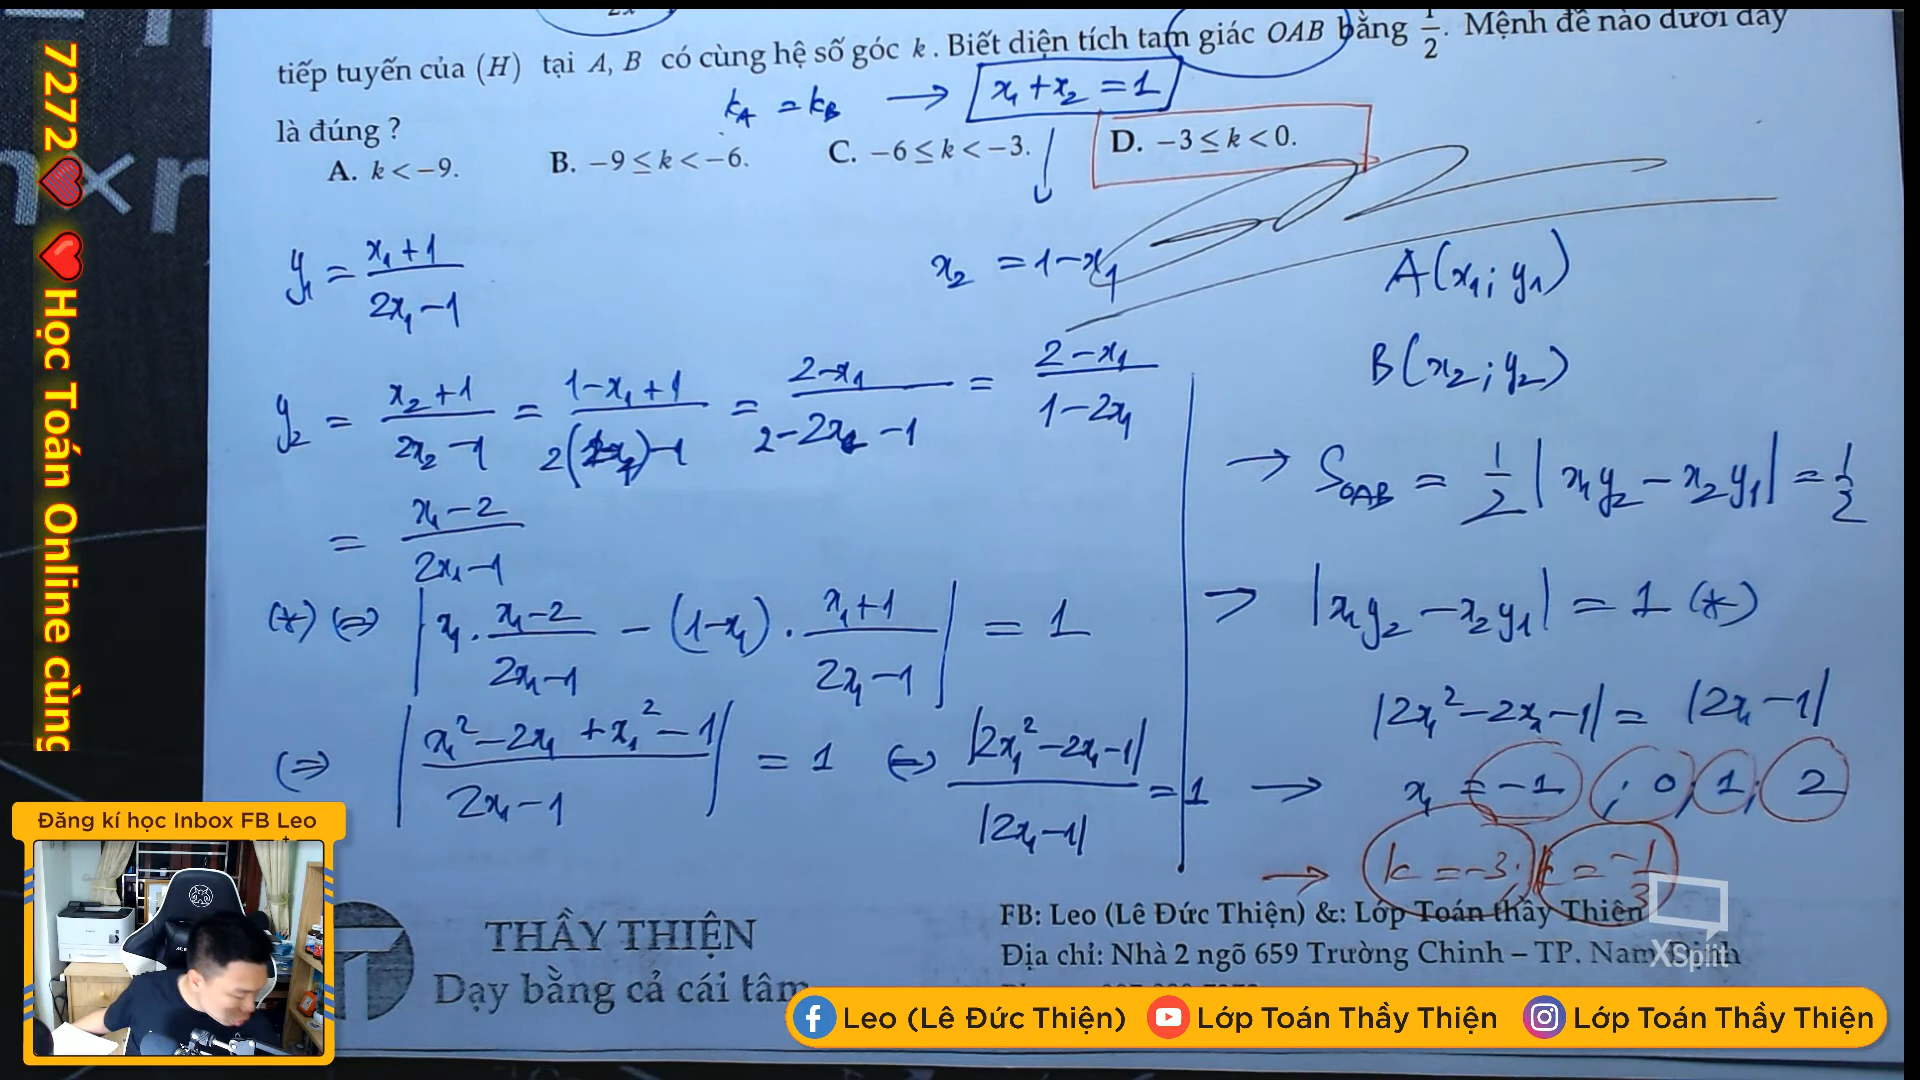 tiếp tuyến của (H) tại A, B có cùng hệ số góc k. Biết diện tích tam giác OAB bằng 1/2. Mệnh đề nào dưới đây
là đúng ?
k_A = k_B → x₁ + x₂ = 1
A. k < −9. B. −9 ≤ k < −6. C. −6 ≤ k < −3. D. −3 ≤ k < 0.
y₁ = (x₁ + 1)/(2x₁ − 1)
x₂ = 1 − x₁
A(x₁; y₁)
B(x₂; y₂)
y₂ = (x₂ + 1)/(2x₂ − 1) = (1 − x₁ + 1)/(2(1 − x₁) − 1) = (2 − x₁)/(2 − 2x₁ − 1) = (2 − x₁)/(1 − 2x₁)
= (x₁ − 2)/(2x₁ − 1)
→ S_OAB = 1/2 |x₁y₂ − x₂y₁| = 1/2
→ |x₁y₂ − x₂y₁| = 1 (*)
(*) ⇔ |x₁ . (x₁ − 2)/(2x₁ − 1) − (1 − x₁) . (x₁ + 1)/(2x₁ − 1)| = 1
⇔ |(x₁² − 2x₁ + x₁² − 1)/(2x₁ − 1)| = 1 ⇔ |2x₁² − 2x₁ − 1|/|2x₁ − 1| = 1
|2x₁² − 2x₁ − 1| = |2x₁ − 1|
→ x₁ = −1; 0; 1; 2
→ k = −3; k = −1/3
THẦY THIỆN
Dạy bằng cả cái tâm
FB: Leo (Lê Đức Thiện) &: Lớp Toán thầy Thiện
Địa chỉ: Nhà 2 ngõ 659 Trường Chinh – TP. Nam Định
XSplit
7272❤️ ❤️Học Toán Online cùng
Đăng kí học Inbox FB Leo
Leo (Lê Đức Thiện) Lớp Toán Thầy Thiện Lớp Toán Thầy Thiện